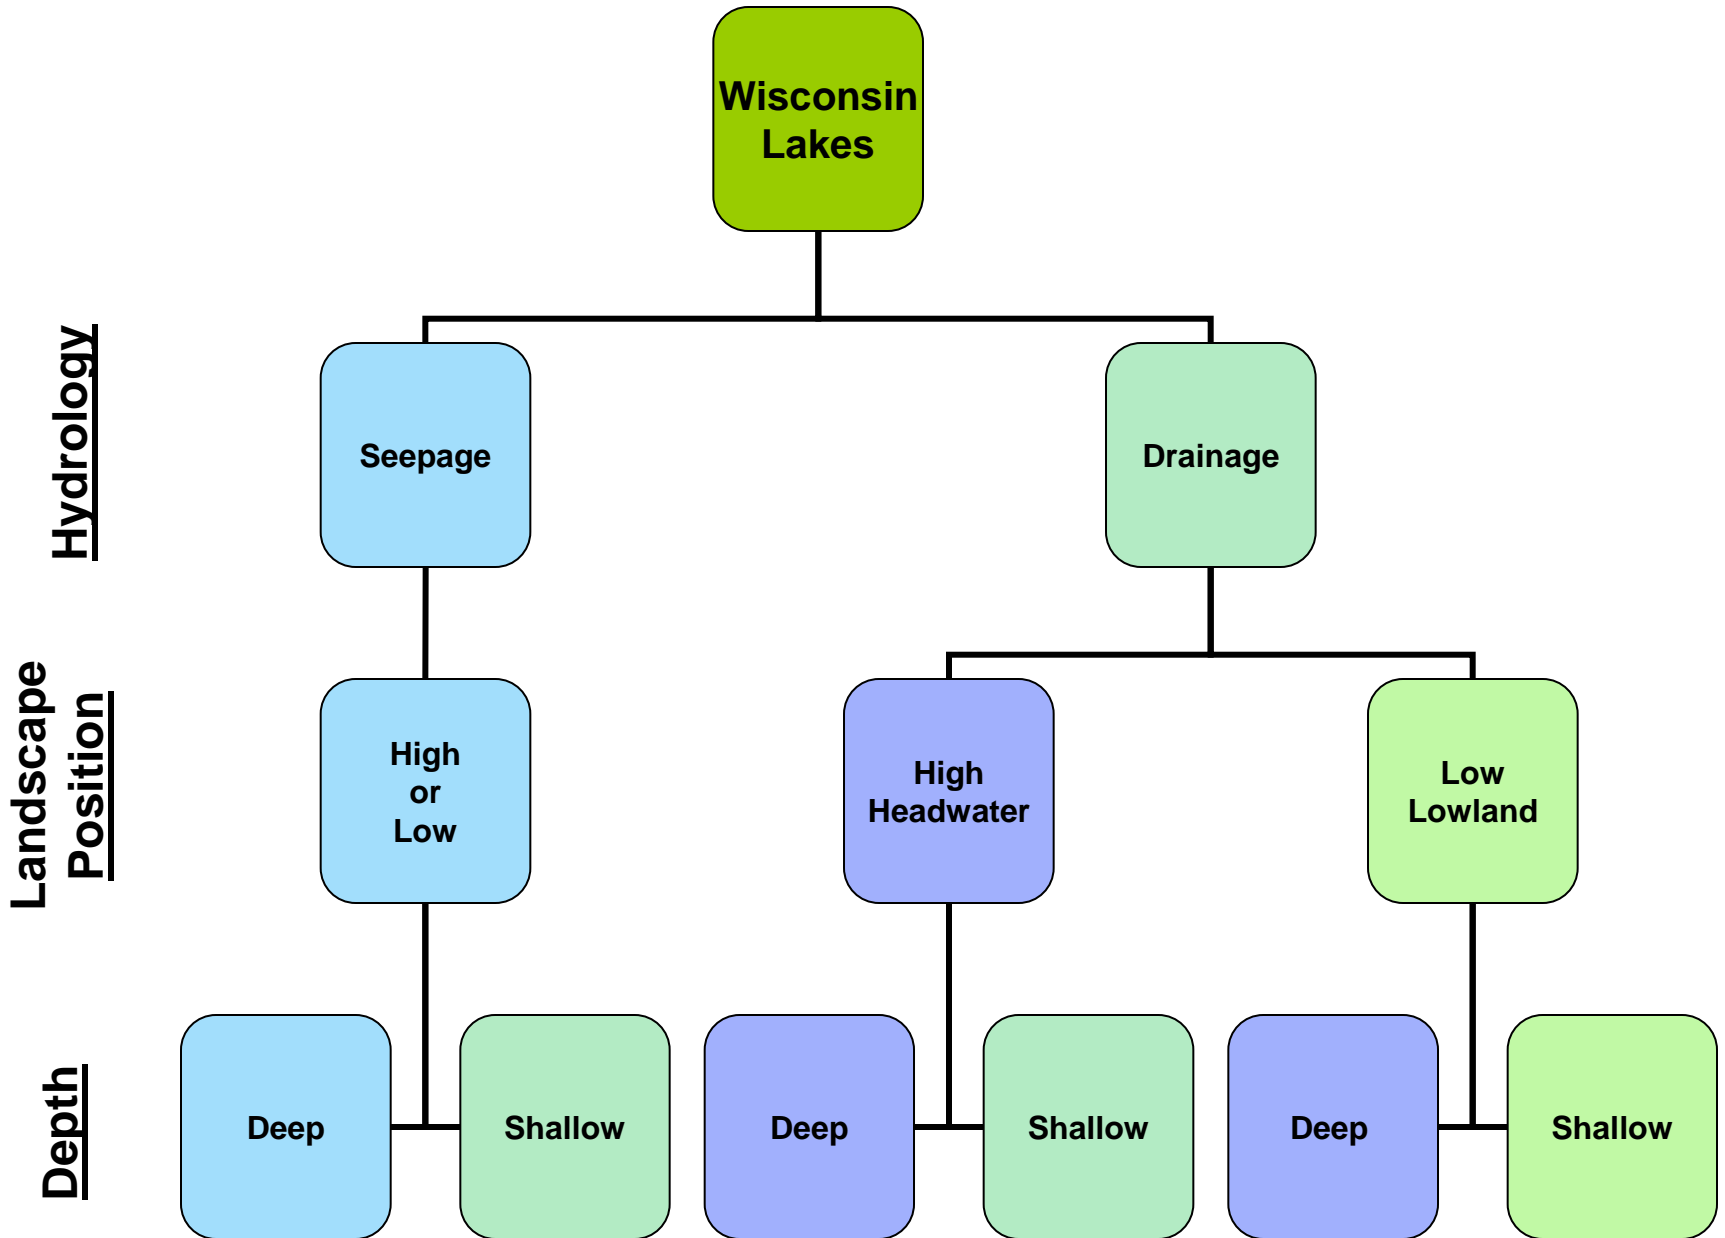 Wisconsin
Lakes
Hydrology
Seepage
Drainage
Landscape
Position
High
or
Low
High
Headwater
Low
Lowland
Depth
Deep
Shallow
Deep
Shallow
Deep
Shallow